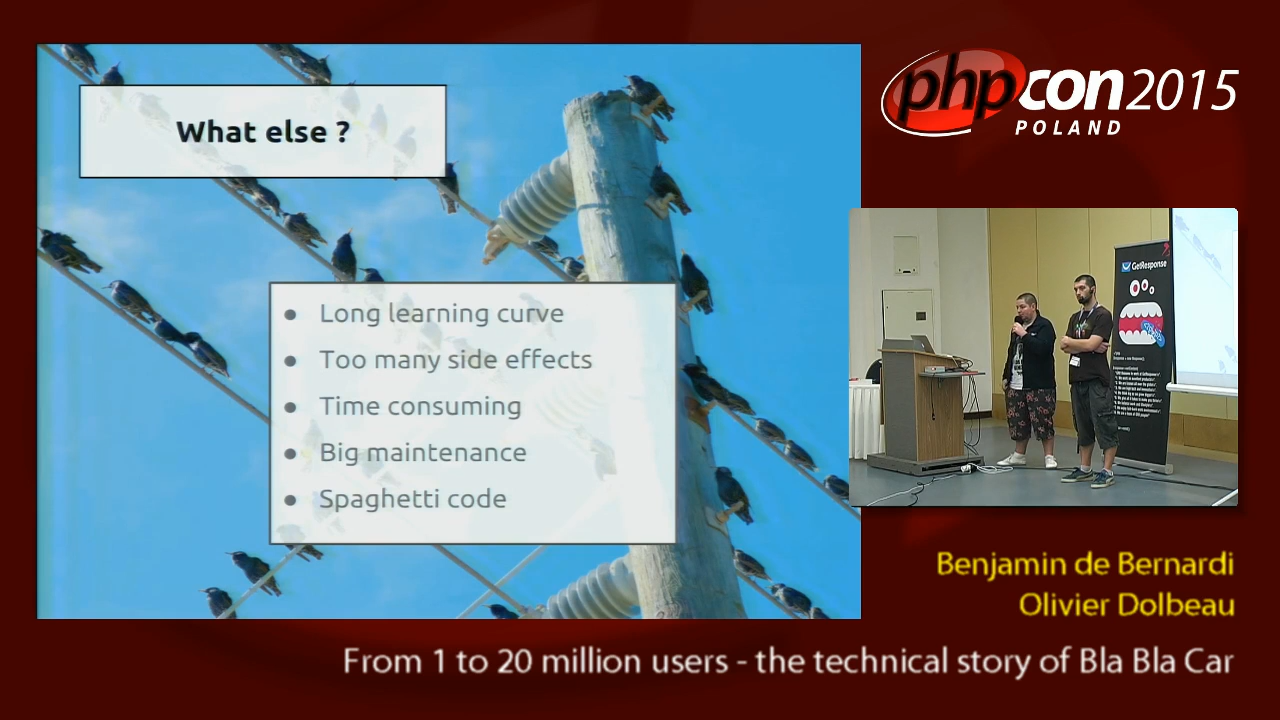 What else ?
Long learning curve
Too many side effects
Time consuming
Big maintenance
Spaghetti code
phpcon2015
POLAND
GetResponse
Benjamin de Bernardi
Olivier Dolbeau
From 1 to 20 million users - the technical story of Bla Bla Car